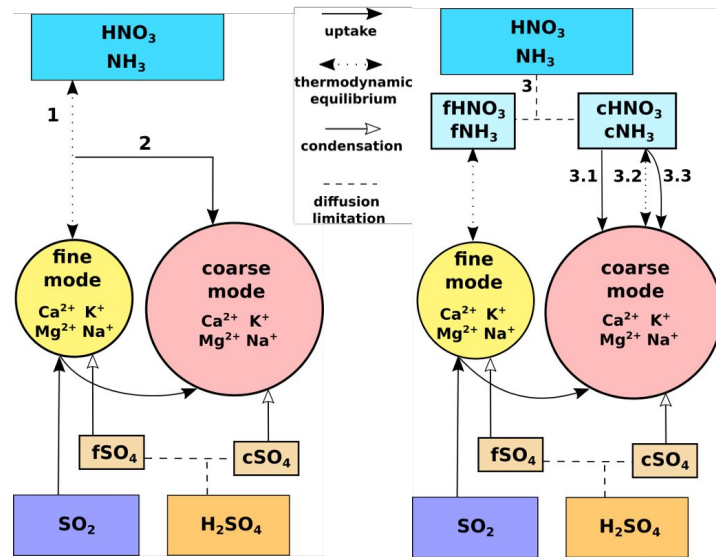 HNO₃
NH₃
1
2
fine
mode
Ca²⁺ K⁺
Mg²⁺ Na⁺
coarse
mode
Ca²⁺ K⁺
Mg²⁺ Na⁺
fSO₄
cSO₄
SO₂
H₂SO₄
uptake
thermodynamic
equilibrium
condensation
diffusion
limitation
HNO₃
NH₃
3
fHNO₃
fNH₃
cHNO₃
cNH₃
3.1
3.2
3.3
fine
mode
Ca²⁺ K⁺
Mg²⁺ Na⁺
coarse
mode
Ca²⁺ K⁺
Mg²⁺ Na⁺
fSO₄
cSO₄
SO₂
H₂SO₄